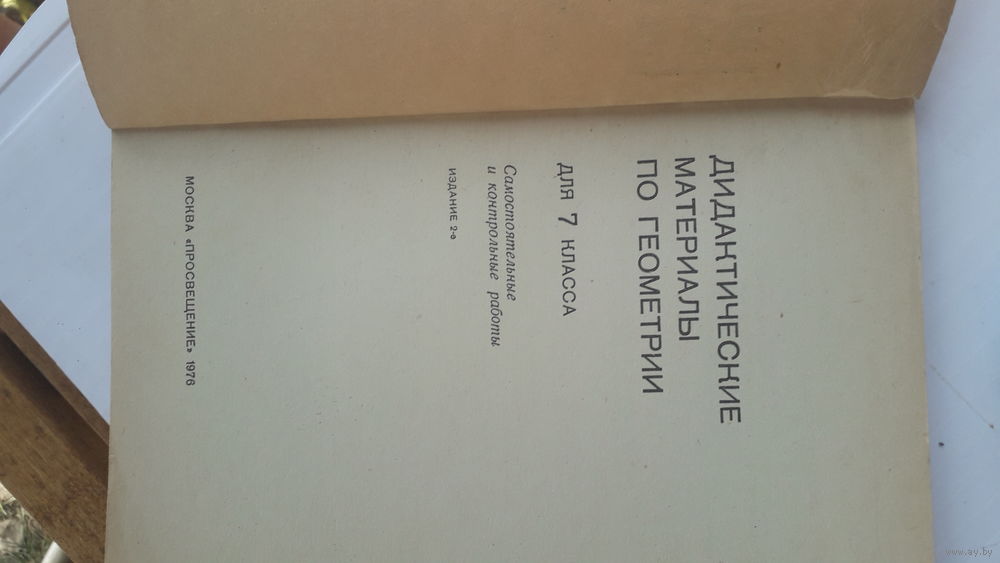 ДИДАКТИЧЕСКИЕ
МАТЕРИАЛЫ
ПО ГЕОМЕТРИИ
ДЛЯ 7 КЛАССА
Самостоятельные
и контрольные работы
ИЗДАНИЕ 2-е
МОСКВА «ПРОСВЕЩЕНИЕ» 1976
www.ay.by